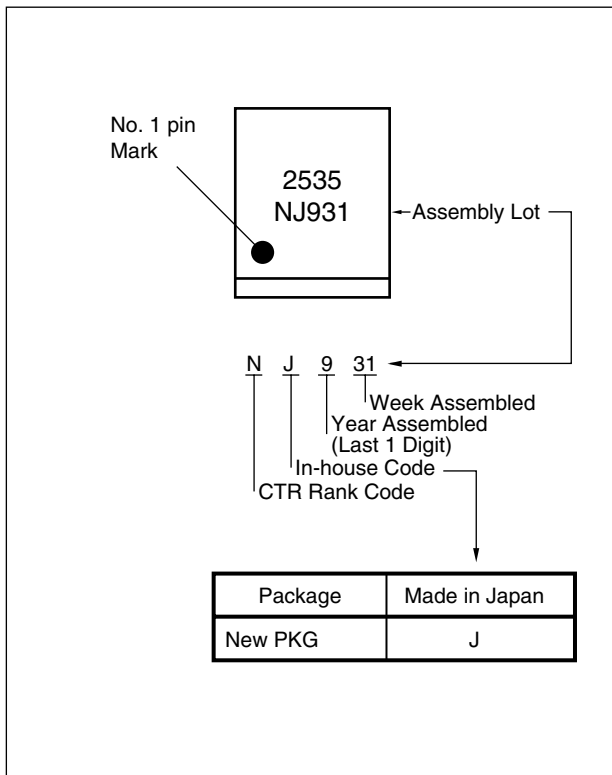 No. 1 pin
Mark
2535
NJ931
Assembly Lot
N J 9 31
Week Assembled
Year Assembled
(Last 1 Digit)
In-house Code
CTR Rank Code
Package Made in Japan
New PKG J